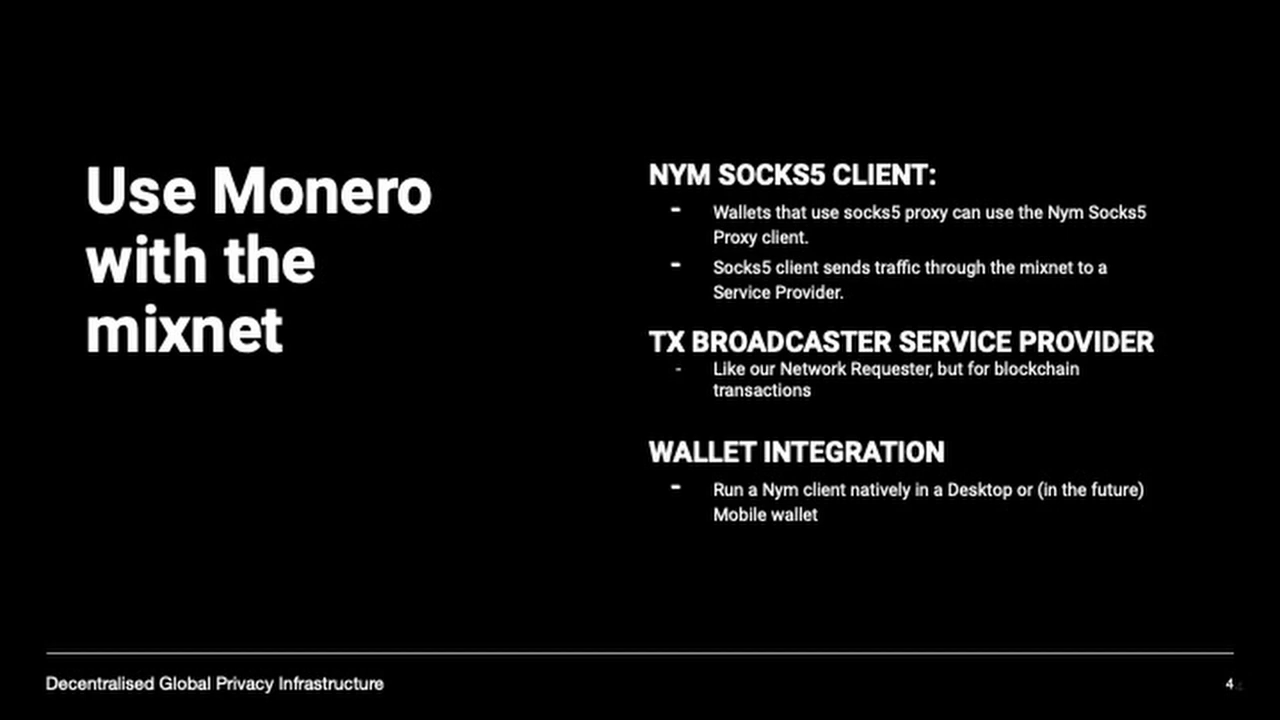 Use Monero
with the
mixnet
NYM SOCKS5 CLIENT:
- Wallets that use socks5 proxy can use the Nym Socks5
Proxy client.
- Socks5 client sends traffic through the mixnet to a
Service Provider.
TX BROADCASTER SERVICE PROVIDER
- Like our Network Requester, but for blockchain
transactions
WALLET INTEGRATION
- Run a Nym client natively in a Desktop or (in the future)
Mobile wallet
Decentralised Global Privacy Infrastructure
4